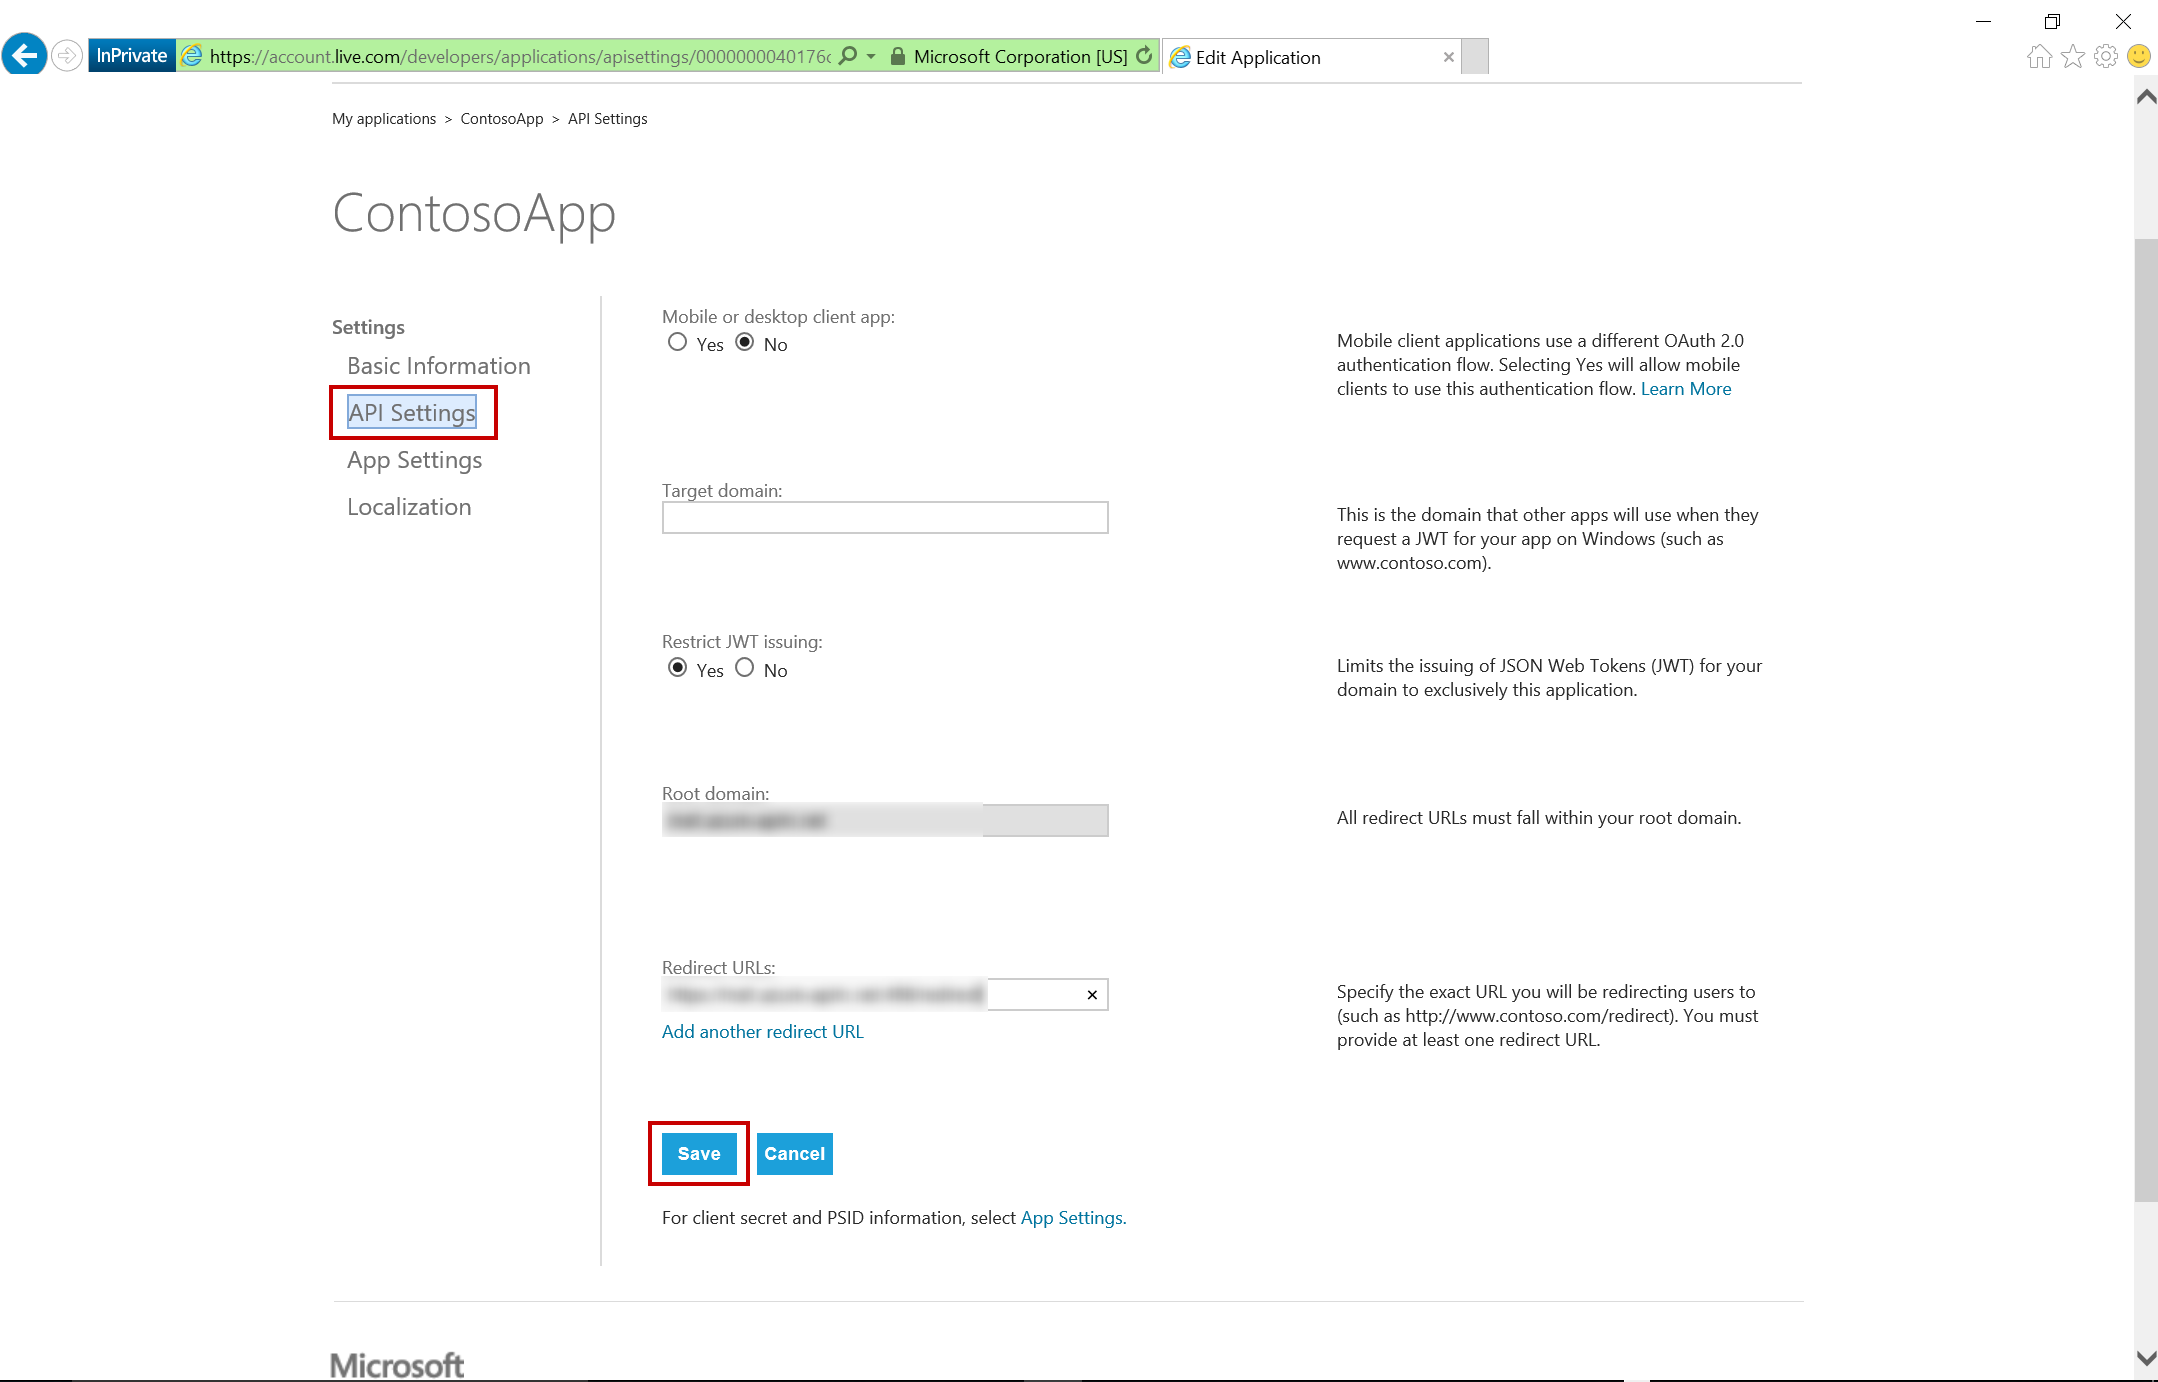 InPrivate https://account.live.com/developers/applications/apisettings/0000000040176 Microsoft Corporation [US] Edit Application
My applications > ContosoApp > API Settings
ContosoApp
Settings
Basic Information
API Settings
App Settings
Localization
Mobile or desktop client app:
Yes No
Mobile client applications use a different OAuth 2.0
authentication flow. Selecting Yes will allow mobile
clients to use this authentication flow. Learn More
Target domain:
This is the domain that other apps will use when they
request a JWT for your app on Windows (such as
www.contoso.com).
Restrict JWT issuing:
Yes No
Limits the issuing of JSON Web Tokens (JWT) for your
domain to exclusively this application.
Root domain:
All redirect URLs must fall within your root domain.
Redirect URLs:
Add another redirect URL
Specify the exact URL you will be redirecting users to
(such as http://www.contoso.com/redirect). You must
provide at least one redirect URL.
Save Cancel
For client secret and PSID information, select App Settings.
Microsoft